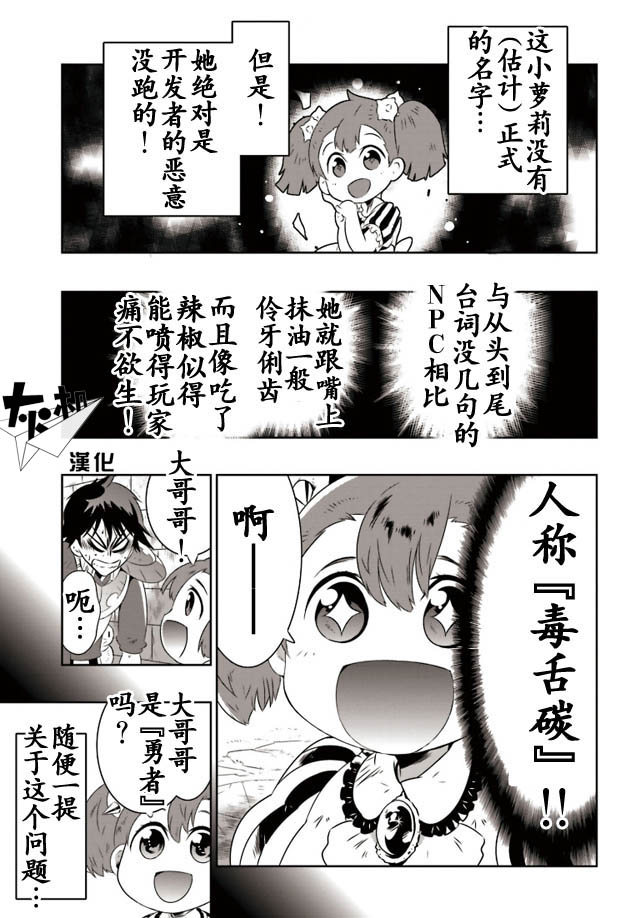 这小萝莉没有
（估计）正式
的名字…
但是！
她绝对是
开发者的恶意
没跑的！
与从头到尾
台词没几句的
NPC相比
她就跟嘴上
抹油一般
伶牙俐齿
而且像吃了
辣椒似得
能喷得玩家
痛不欲生！
人称『毒舌碳』!!
啊——
大哥哥！
呃…
大哥哥
是『勇者』
吗？
随便一提
关于这个问题…
漢化